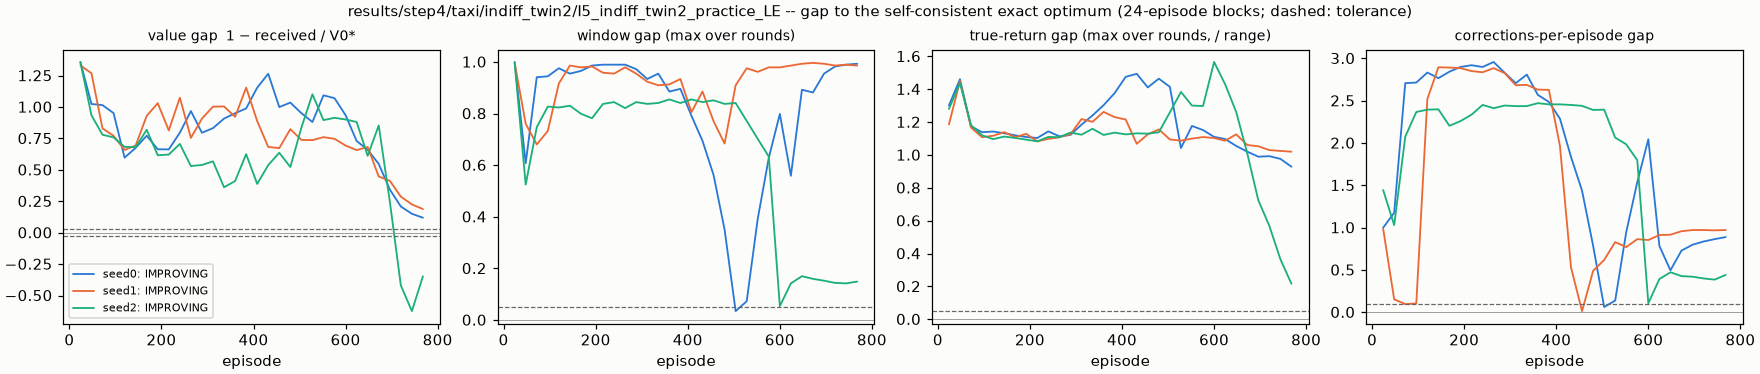 results/step4/taxi/indiff_twin2/I5_indiff_twin2_practice_LE -- gap to the self-consistent exact optimum (24-episode blocks; dashed: tolerance)
value gap  1 − received / V0*
1.25
1.00
0.75
0.50
0.25
0.00
−0.25
−0.50
seed0: IMPROVING
seed1: IMPROVING
seed2: IMPROVING
0 200 400 600 800
episode
window gap (max over rounds)
1.0
0.8
0.6
0.4
0.2
0.0
0 200 400 600 800
episode
true-return gap (max over rounds, / range)
1.6
1.4
1.2
1.0
0.8
0.6
0.4
0.2
0.0
0 200 400 600 800
episode
corrections-per-episode gap
3.0
2.5
2.0
1.5
1.0
0.5
0.0
0 200 400 600 800
episode